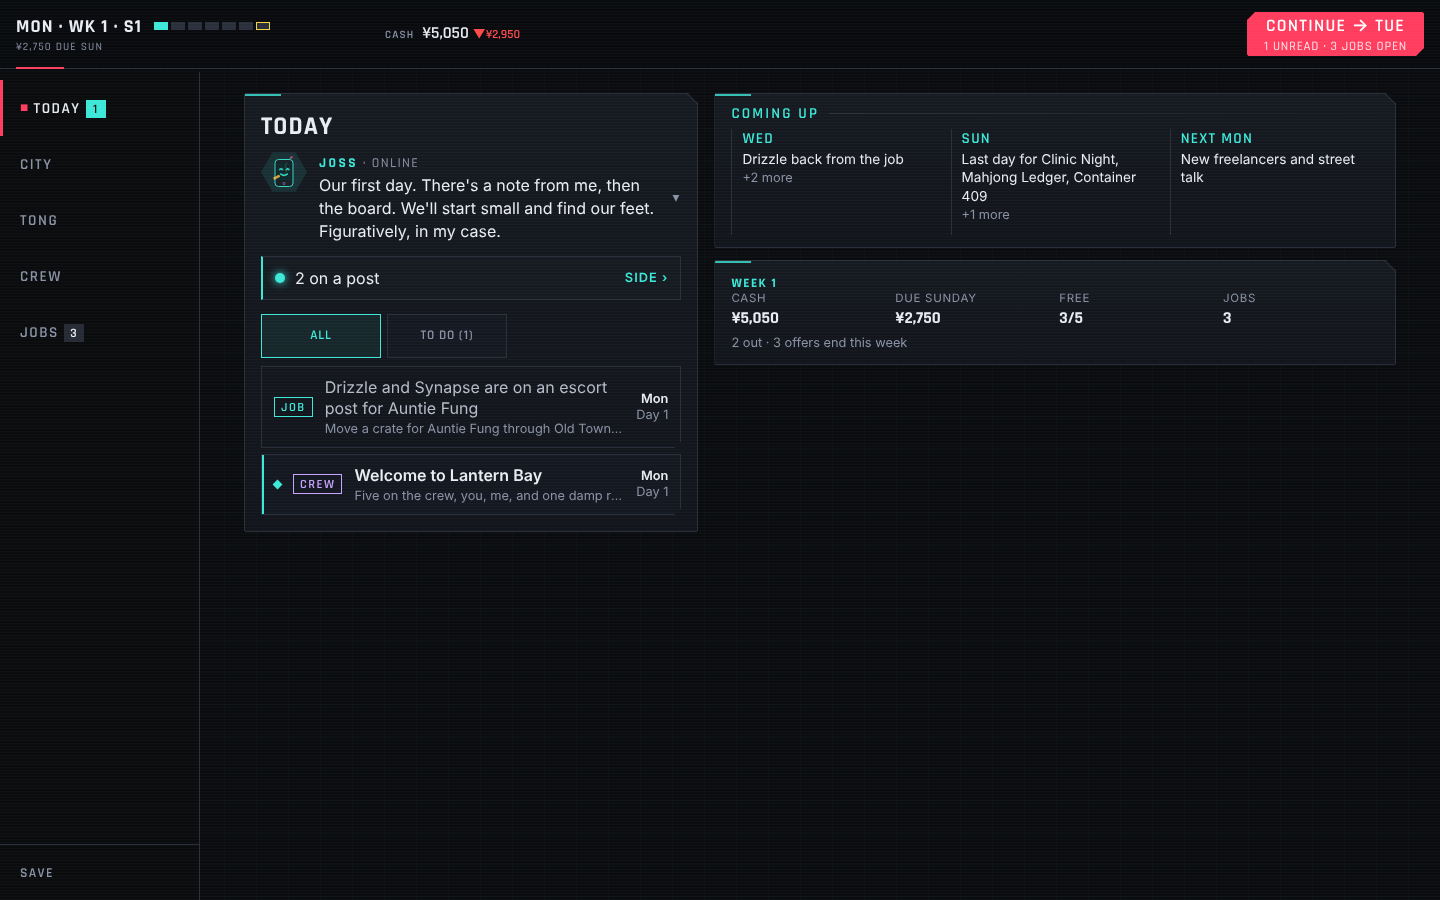 MON · WK 1 · S1
¥2,750 DUE SUN
CASH ¥5,050 ▼¥2,950
CONTINUE → TUE
1 UNREAD · 3 JOBS OPEN
TODAY 1
CITY
TONG
CREW
JOBS 3
SAVE
TODAY
JOSS · ONLINE
Our first day. There's a note from me, then
the board. We'll start small and find our feet.
Figuratively, in my case.
▼
2 on a post
SIDE ›
ALL
TO DO (1)
JOB
Drizzle and Synapse are on an escort
post for Auntie Fung
Move a crate for Auntie Fung through Old Town...
Mon
Day 1
CREW
Welcome to Lantern Bay
Five on the crew, you, me, and one damp r...
Mon
Day 1
COMING UP
WED
Drizzle back from the job
+2 more
SUN
Last day for Clinic Night,
Mahjong Ledger, Container
409
+1 more
NEXT MON
New freelancers and street
talk
WEEK 1
CASH
¥5,050
DUE SUNDAY
¥2,750
FREE
3/5
JOBS
3
2 out · 3 offers end this week